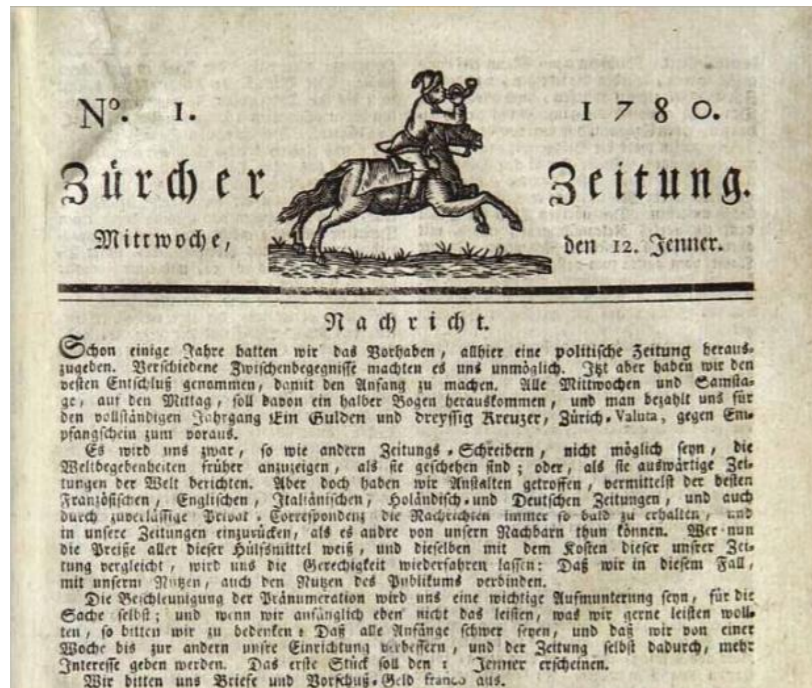 Nº. 1.
1780.
Zürcher Zeitung.
Mittwoche, den 12. Jenner.
Nachricht.
Schon einige Jahre hatten wir das Vorhaben, allhier eine politische Zeitung heraus-
zugeben. Verschiedene Zwischenbegegnisse machten es uns unmöglich. Itzt aber haben wir den
vesten Entschluß genommen, damit den Anfang zu machen. Alle Mittwochen und Samsta-
ge, auf den Mittag, soll davon ein halber Bogen herauskommen, und man bezahlt uns für
den vollständigen Jahrgang Ein Gulden und dreyssig Kreuzer, Zürich-Valuta, gegen Em-
pfangschein zum voraus.
Es wird uns zwar, so wie andern Zeitungs-Schreibern, nicht möglich seyn, die
Weltbegebenheiten früher anzuzeigen, als sie geschehen sind; oder, als sie auswärtige Zei-
tungen der Welt berichten. Aber doch haben wir Anstalten getroffen, vermittelst der besten
Französischen, Englischen, Italiänischen, Holändisch-und Deutschen Zeitungen, und auch
durch zuverläßige Privat-Correspondenz die Nachrichten immer so bald zu erhalten, und
in unsere Zeitungen einzurücken, als es andre von unsern Nachbarn thun können. Wer nun
die Preiße aller dieser Hülfsmittel weiß, und dieselben mit dem Kosten dieser unsrer Zei-
tung vergleicht, wird uns die Gerechtigkeit wiederfahren lassen: Daß wir in diesem Fall,
mit unserm Nutzen, auch den Nutzen des Publikums verbinden.
Die Beschleunigung der Pränumeration wird uns eine wichtige Aufmunterung seyn, für die
Sache selbst; und wenn wir anfänglich eben nicht das leisten, was wir gerne leisten woll-
ten, so bitten wir zu bedenken: Daß alle Anfänge schwer seyen, und daß wir von einer
Woche bis zur andern unsre Einrichtung verbessern, und der Zeitung selbst dadurch, mehr
Interesse geben werden. Das erste Stück soll den Jenner erscheinen.
Wir bitten uns Briefe und Vorschuß-Geld franco aus.